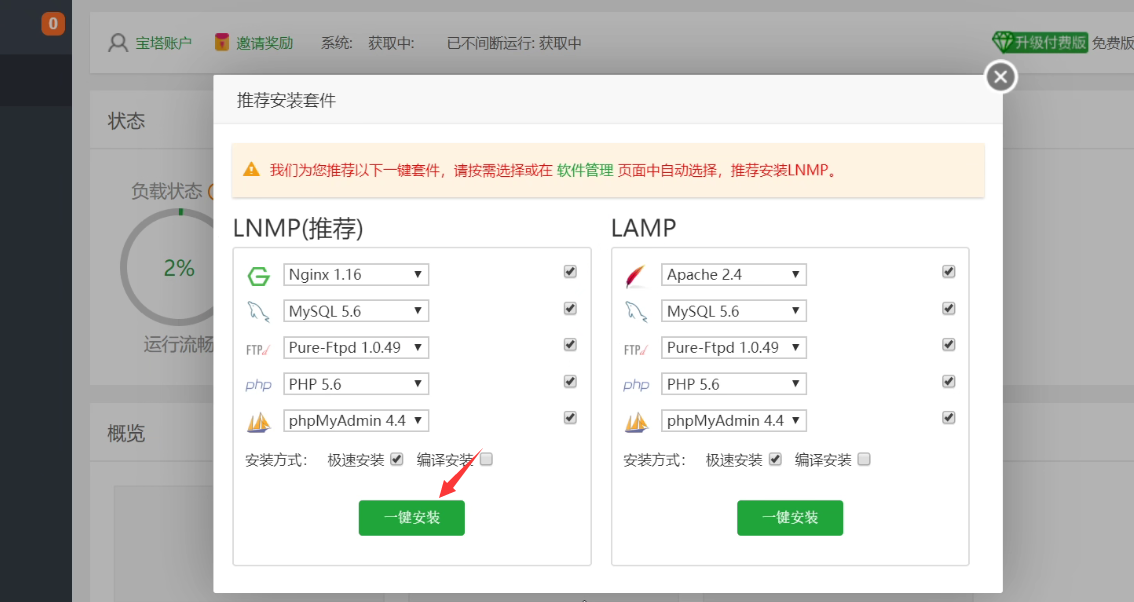 0
宝塔账户 邀请奖励 系统: 获取中: 已不间断运行: 获取中 升级付费版 免费版
推荐安装套件
状态
我们为您推荐以下一键套件，请按需选择或在 软件管理 页面中自动选择，推荐安装LNMP。
负载状态
2%
运行流畅
概览
LNMP(推荐)
Nginx 1.16
MySQL 5.6
FTP Pure-Ftpd 1.0.49
php PHP 5.6
phpMyAdmin 4.4
安装方式： 极速安装 编译安装
一键安装
LAMP
Apache 2.4
MySQL 5.6
FTP Pure-Ftpd 1.0.49
php PHP 5.6
phpMyAdmin 4.4
安装方式： 极速安装 编译安装
一键安装